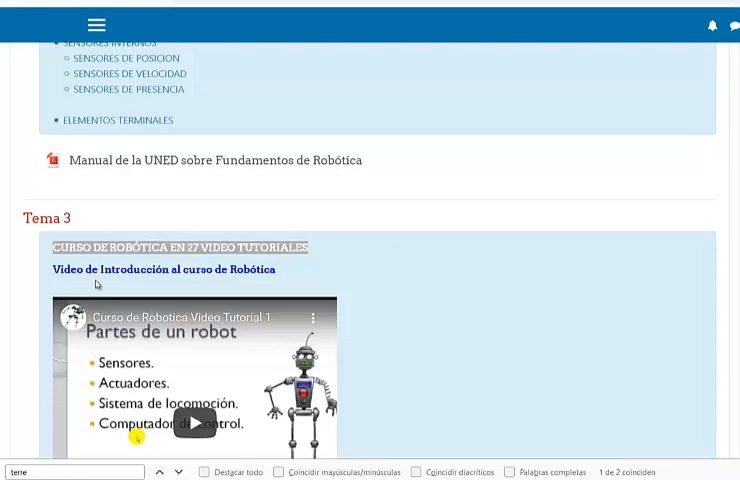 SENSORES INTERNOS
SENSORES DE POSICION
SENSORES DE VELOCIDAD
SENSORES DE PRESENCIA
ELEMENTOS TERMINALES
Manual de la UNED sobre Fundamentos de Robótica
Tema 3
CURSO DE ROBÓTICA EN 27 VIDEO TUTORIALES
Video de Introducción al curso de Robótica
Curso de Robotica Video Tutorial 1
Partes de un robot
Sensores.
Actuadores.
Sistema de locomoción.
Computador de control.
terre
Destacar todo
Coincidir mayúsculas/minúsculas
Coincidir diacríticos
Palabras completas
1 de 2 coinciden